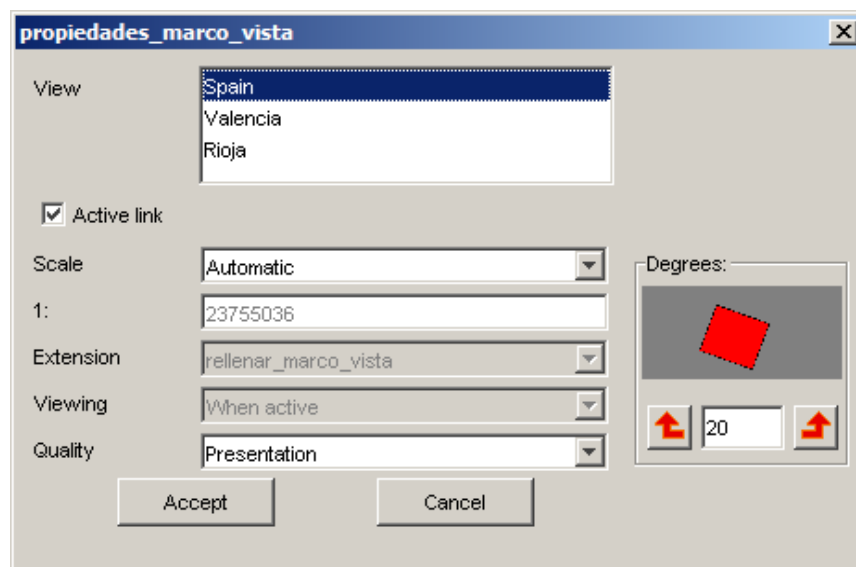 propiedades_marco_vista
View
Spain
Valencia
Rioja
Active link
Scale
Automatic
Degrees:
1:
23755036
Extension
rellenar_marco_vista
Viewing
When active
20
Quality
Presentation
Accept
Cancel